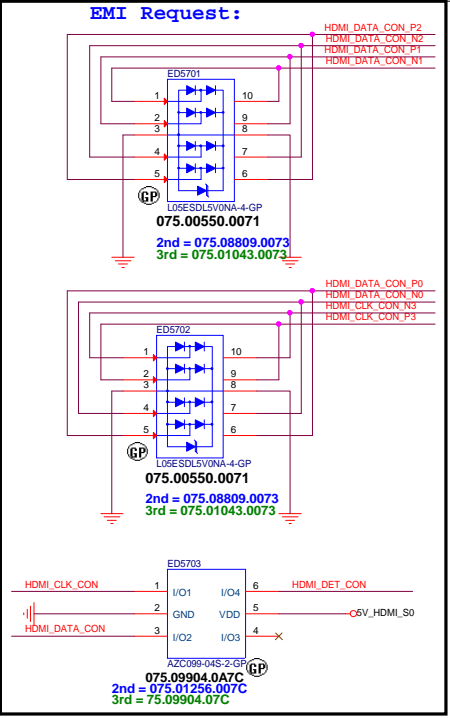 EMI Request:
HDMI_DATA_CON_P2
HDMI_DATA_CON_N2
HDMI_DATA_CON_P1
HDMI_DATA_CON_N1
ED5701
1 10
2 9
3 8
4 7
5 6
GP
L05ESDL5V0NA-4-GP
075.00550.0071
2nd = 075.08809.0073
3rd = 075.01043.0073
HDMI_DATA_CON_P0
HDMI_DATA_CON_N0
HDMI_CLK_CON_N3
HDMI_CLK_CON_P3
ED5702
1 10
2 9
3 8
4 7
5 6
GP
L05ESDL5V0NA-4-GP
075.00550.0071
2nd = 075.08809.0073
3rd = 075.01043.0073
ED5703
HDMI_CLK_CON 1 I/O1 I/O4 6 HDMI_DET_CON
2 GND VDD 5 5V_HDMI_S0
HDMI_DATA_CON 3 I/O2 I/O3 4
AZC099-04S-2-GP GP
075.09904.0A7C
2nd = 075.01256.007C
3rd = 75.09904.07C